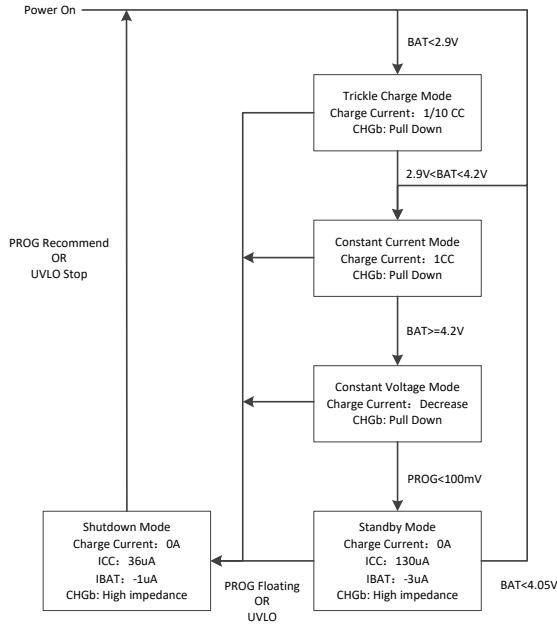 Power On
BAT<2.9V
Trickle Charge Mode
Charge Current：1/10 CC
CHGb: Pull Down
2.9V<BAT<4.2V
PROG Recommend
OR
UVLO Stop
Constant Current Mode
Charge Current：1CC
CHGb: Pull Down
BAT>=4.2V
Constant Voltage Mode
Charge Current：Decrease
CHGb: Pull Down
PROG<100mV
Shutdown Mode
Charge Current：0A
ICC：36uA
IBAT：-1uA
CHGb: High impedance
PROG Floating
OR
UVLO
Standby Mode
Charge Current：0A
ICC：130uA
IBAT：-3uA
CHGb: High impedance
BAT<4.05V